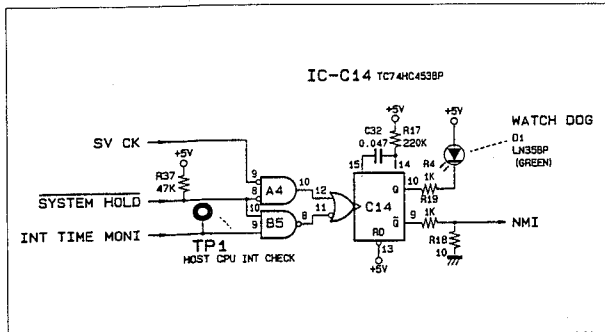 IC-C14 TC74HC4538P
+5V
+5V
C32
0.047
R17
220K
WATCH DOG
D1
LN35BP
(GREEN)
SV CK
+5V
15
14
R4
R37
47K
9
8
A4
10
12
11
C14
Q
10
1K
R19
SYSTEM HOLD
10
9
B5
8
Q
9
1K
NMI
INT TIME MONI
TP1
HOST CPU INT CHECK
RD
13
+5V
R18
10